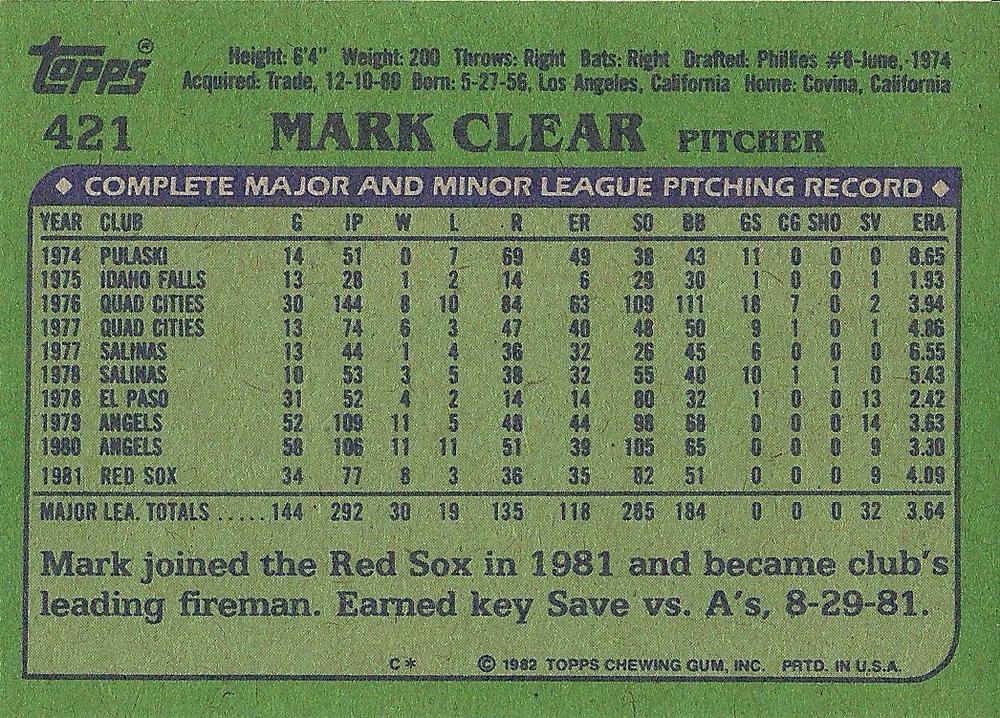 Topps®
Height: 6'4" Weight: 200 Throws: Right Bats: Right Drafted: Phillies #8-June, 1974
Acquired: Trade, 12-10-80 Born: 5-27-56, Los Angeles, California Home: Covina, California
421 MARK CLEAR PITCHER
◆ COMPLETE MAJOR AND MINOR LEAGUE PITCHING RECORD ◆
YEAR CLUB G IP W L R ER SO BB GS CG SHO SV ERA
1974 PULASKI 14 51 0 7 69 49 38 43 11 0 0 0 8.65
1975 IDAHO FALLS 13 28 1 2 14 6 29 30 1 0 0 1 1.93
1976 QUAD CITIES 30 144 8 10 84 63 109 111 18 7 0 2 3.94
1977 QUAD CITIES 13 74 6 3 47 40 48 50 9 1 0 1 4.86
1977 SALINAS 13 44 1 4 36 32 26 45 6 0 0 0 6.55
1978 SALINAS 10 53 3 5 38 32 55 40 10 1 1 0 5.43
1978 EL PASO 31 52 4 2 14 14 80 32 1 0 0 13 2.42
1979 ANGELS 52 109 11 5 48 44 98 68 0 0 0 14 3.63
1980 ANGELS 58 106 11 11 51 39 105 65 0 0 0 9 3.30
1981 RED SOX 34 77 8 3 36 35 82 51 0 0 0 9 4.09
MAJOR LEA. TOTALS ..... 144 292 30 19 135 118 285 184 0 0 0 32 3.64
Mark joined the Red Sox in 1981 and became club's
leading fireman. Earned key Save vs. A's, 8-29-81.
C* © 1982 TOPPS CHEWING GUM, INC. PRTD. IN U.S.A.